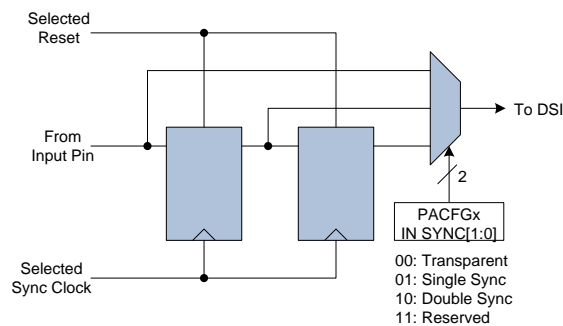 Selected
Reset
To DSI
From
Input Pin
2
PACFGx
IN SYNC[1:0]
Selected
Sync Clock
00: Transparent
01: Single Sync
10: Double Sync
11: Reserved